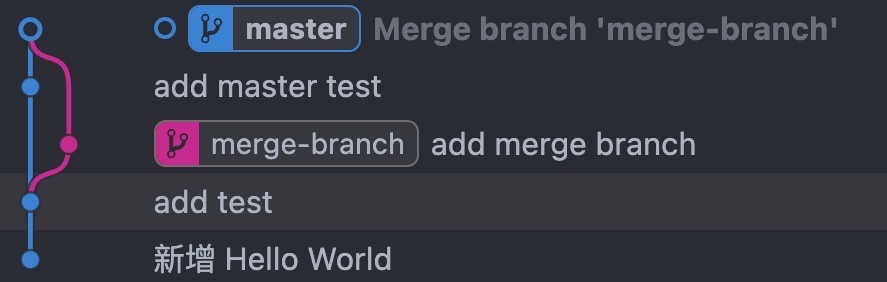 master Merge branch 'merge-branch'
add master test
merge-branch add merge branch
add test
新增 Hello World